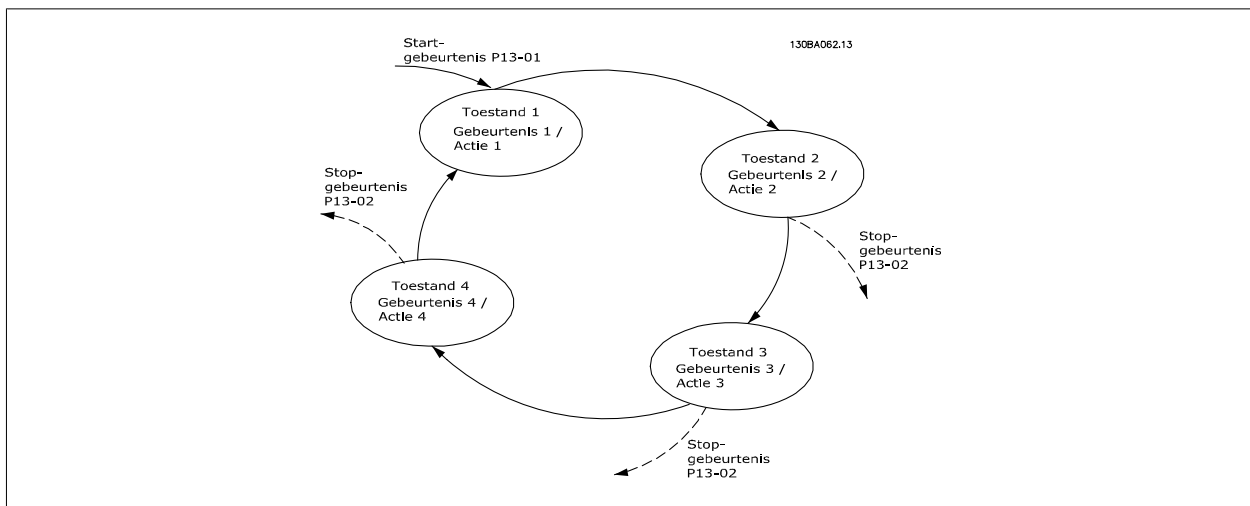 Start-
gebeurtenis P13-01
130BA062.13
Toestand 1
Gebeurtenis 1 /
Actie 1
Toestand 2
Gebeurtenis 2 /
Actie 2
Stop-
gebeurtenis
P13-02
Stop-
gebeurtenis
P13-02
Toestand 4
Gebeurtenis 4 /
Actie 4
Toestand 3
Gebeurtenis 3 /
Actie 3
Stop-
gebeurtenis
P13-02